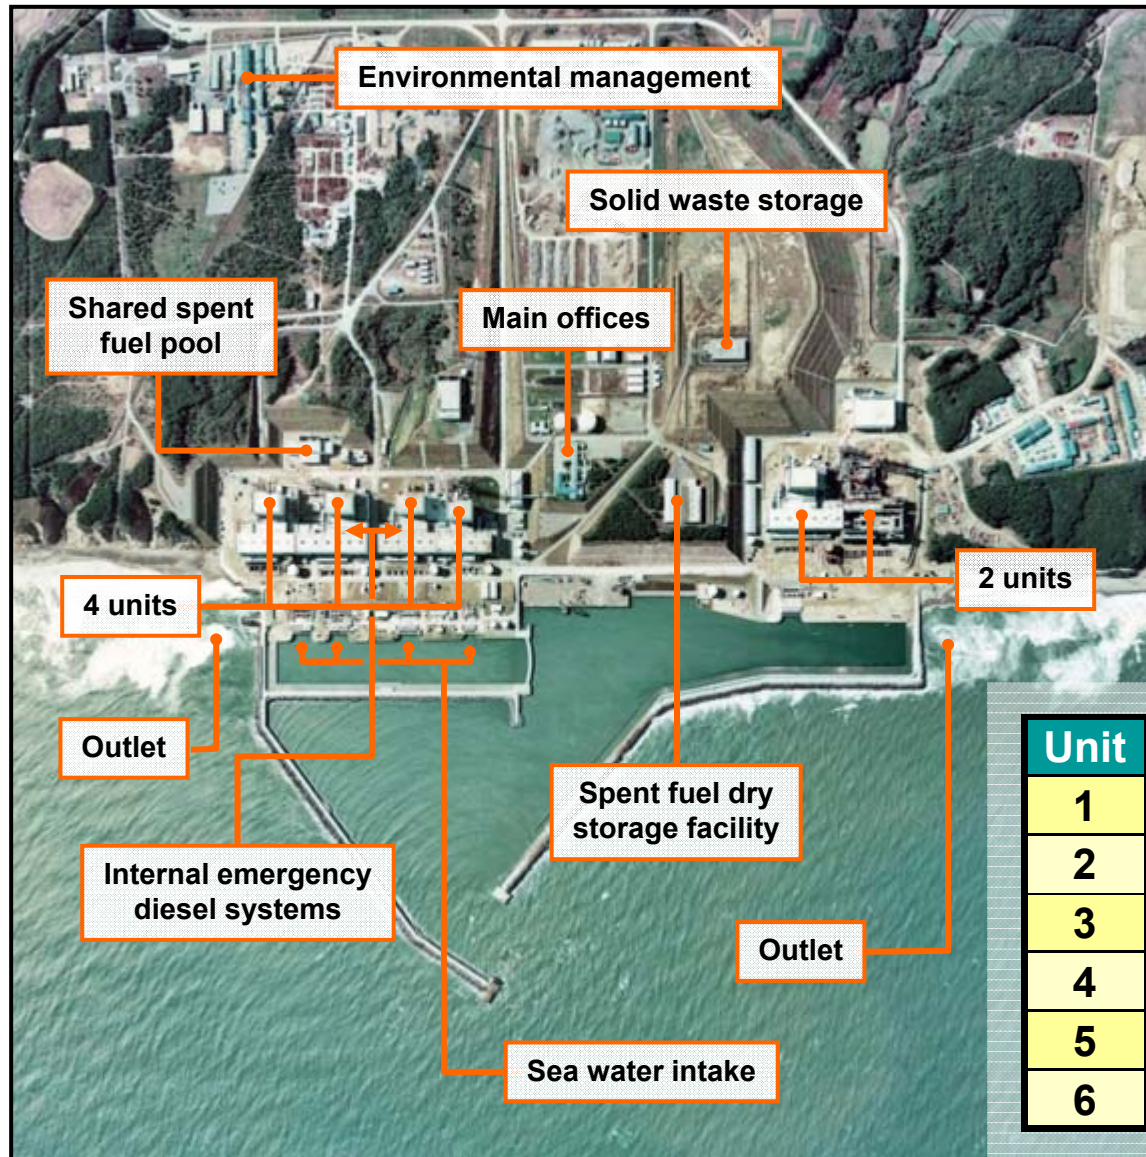 Environmental management
Solid waste storage
Shared spent
fuel pool
Main offices
4 units
2 units
Outlet
Spent fuel dry
storage facility
Internal emergency
diesel systems
Outlet
Sea water intake
Unit
1
2
3
4
5
6